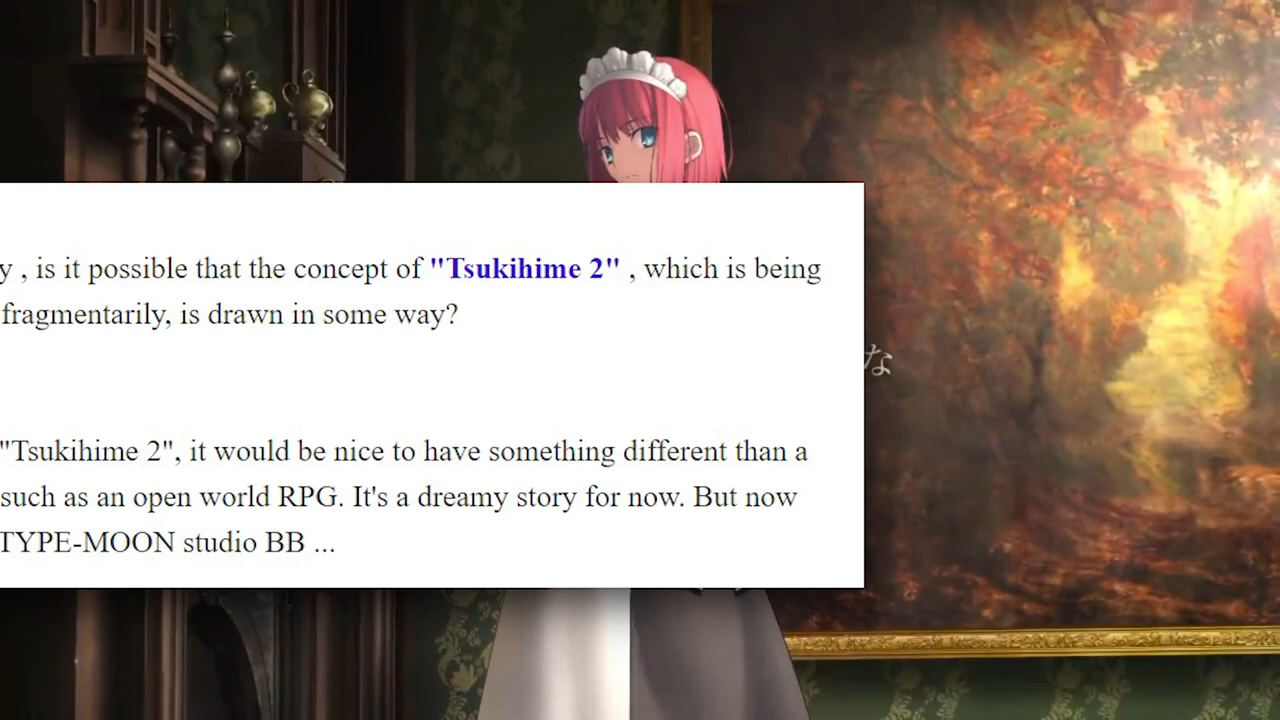 y , is it possible that the concept of "Tsukihime 2" , which is being
fragmentarily, is drawn in some way?
な
"Tsukihime 2", it would be nice to have something different than a
such as an open world RPG. It's a dreamy story for now. But now
TYPE-MOON studio BB ...